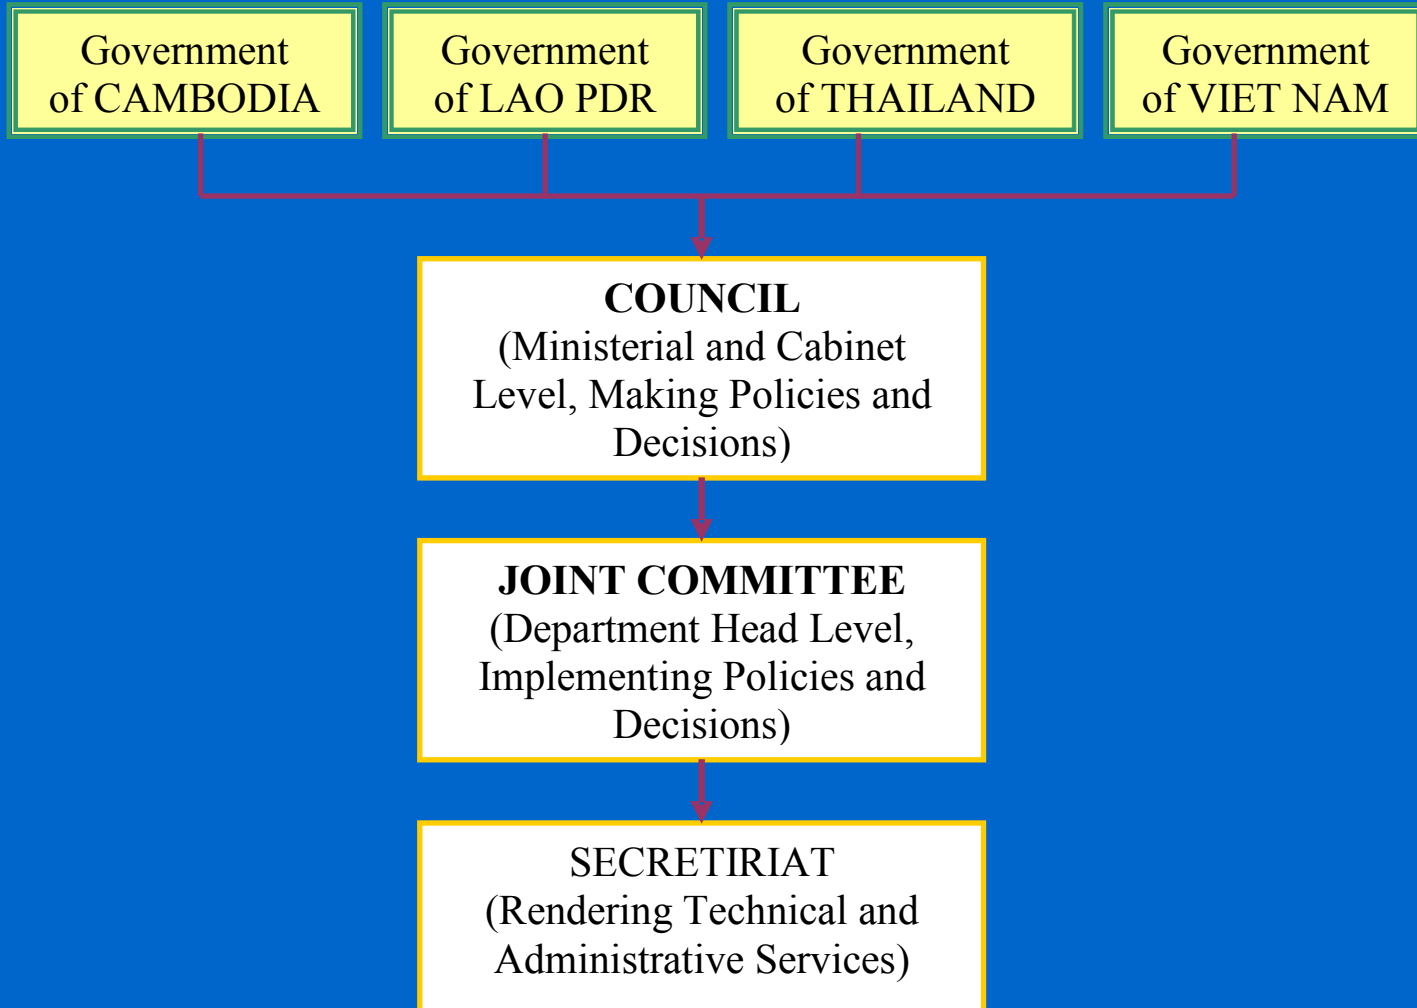 Government
of CAMBODIA
Government
of LAO PDR
Government
of THAILAND
Government
of VIET NAM
COUNCIL
(Ministerial and Cabinet
Level, Making Policies and
Decisions)
JOINT COMMITTEE
(Department Head Level,
Implementing Policies and
Decisions)
SECRETIRIAT
(Rendering Technical and
Administrative Services)